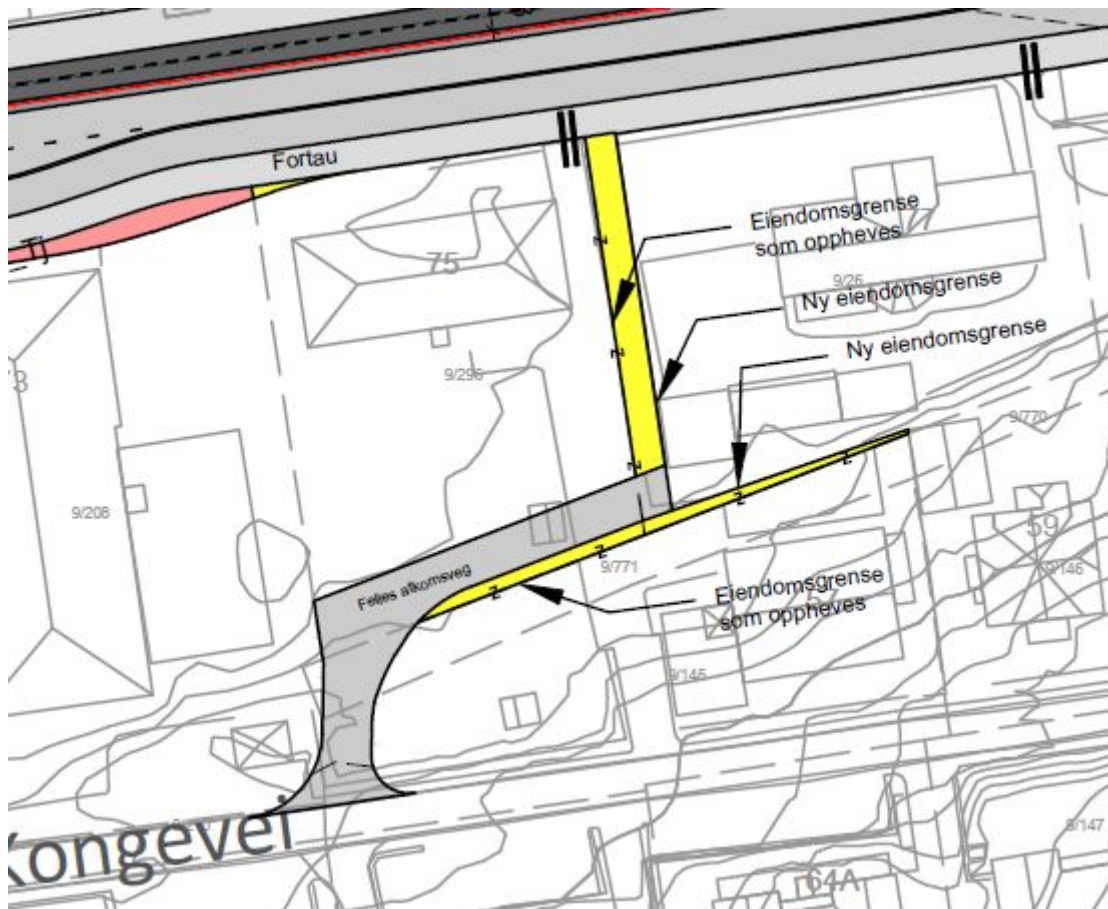 Fortau
Eiendomsgrense
som oppheves
75
9/26
Ny eiendomsgrense
Ny eiendomsgrense
9/296
9/770
9/208
59
9/771
9/146
Felles atkomsveg
Eiendomsgrense
som oppheves
9/145
Kongevei
9/147
64A